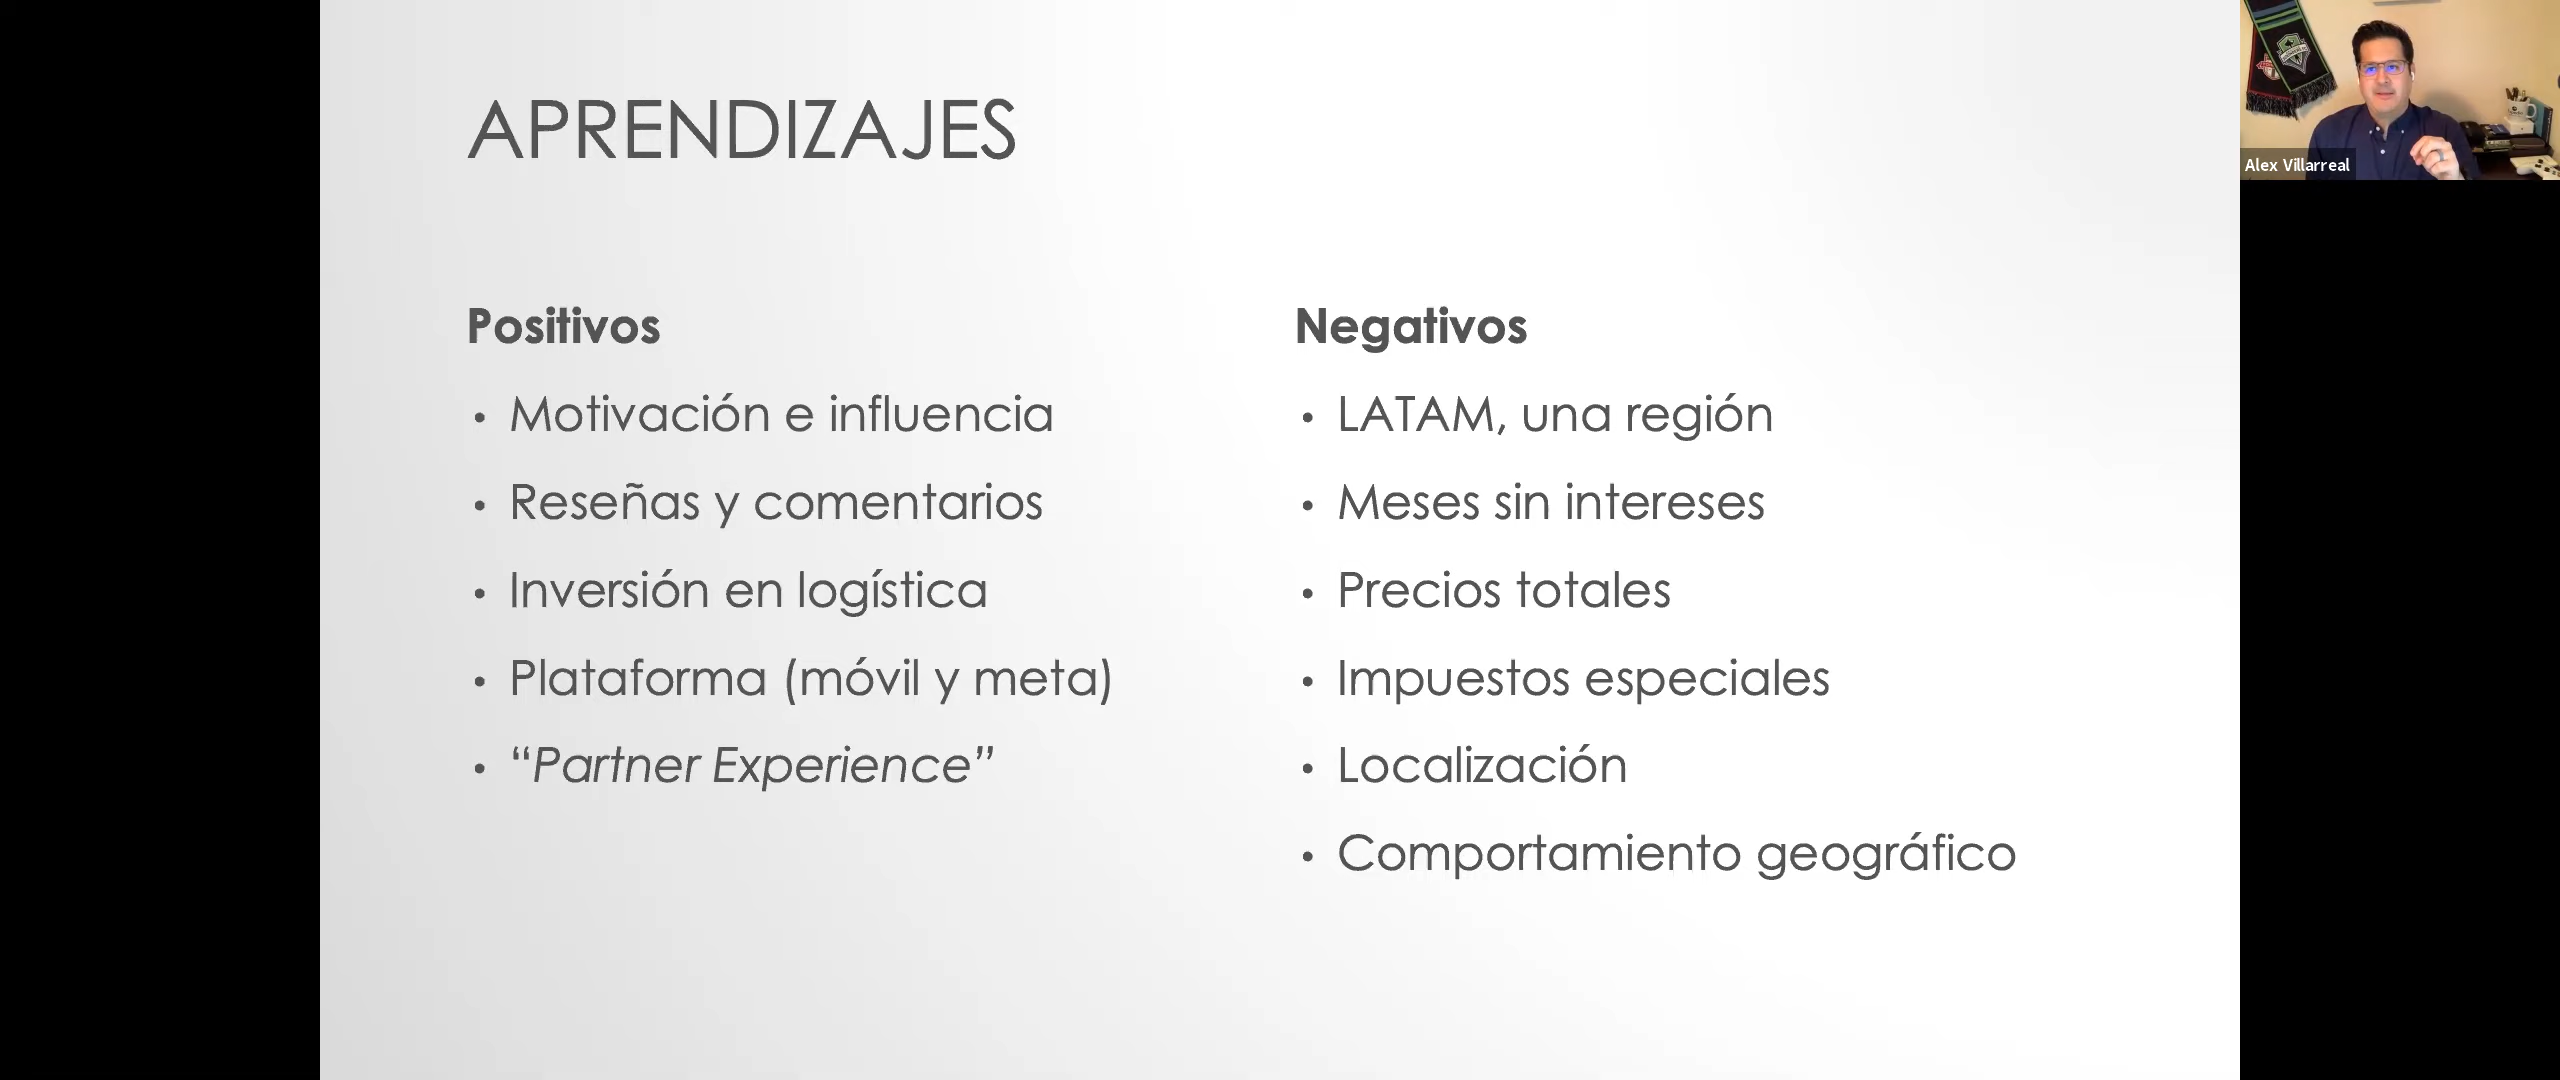 APRENDIZAJES
Positivos
• Motivación e influencia
• Reseñas y comentarios
• Inversión en logística
• Plataforma (móvil y meta)
• “Partner Experience”
Negativos
• LATAM, una región
• Meses sin intereses
• Precios totales
• Impuestos especiales
• Localización
• Comportamiento geográfico
Alex Villarreal